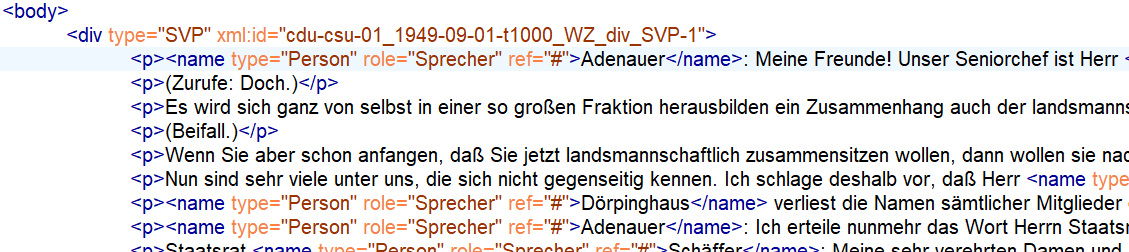 <body>
<div type="SVP" xml:id="cdu-csu-01_1949-09-01-t1000_WZ_div_SVP-1">
<p><name type="Person" role="Sprecher" ref="#">Adenauer</name>: Meine Freunde! Unser Seniorchef ist Herr <
<p>(Zurufe: Doch.)</p>
<p>Es wird sich ganz von selbst in einer so großen Fraktion herausbilden ein Zusammenhang auch der landsmanns
<p>(Beifall.)</p>
<p>Wenn Sie aber schon anfangen, daß Sie jetzt landsmannschaftlich zusammensitzen wollen, dann wollen sie nac
<p>Nun sind sehr viele unter uns, die sich nicht gegenseitig kennen. Ich schlage deshalb vor, daß Herr <name type
<p><name type="Person" role="Sprecher" ref="#">Dörpinghaus</name> verliest die Namen sämtlicher Mitglieder
<p><name type="Person" role="Sprecher" ref="#">Adenauer</name>: Ich erteile nunmehr das Wort Herrn Staatsr
<p>Staatsrat <name type="Person" role="Sprecher" ref="#">Schäffer</name>: Meine sehr verehrten Damen und